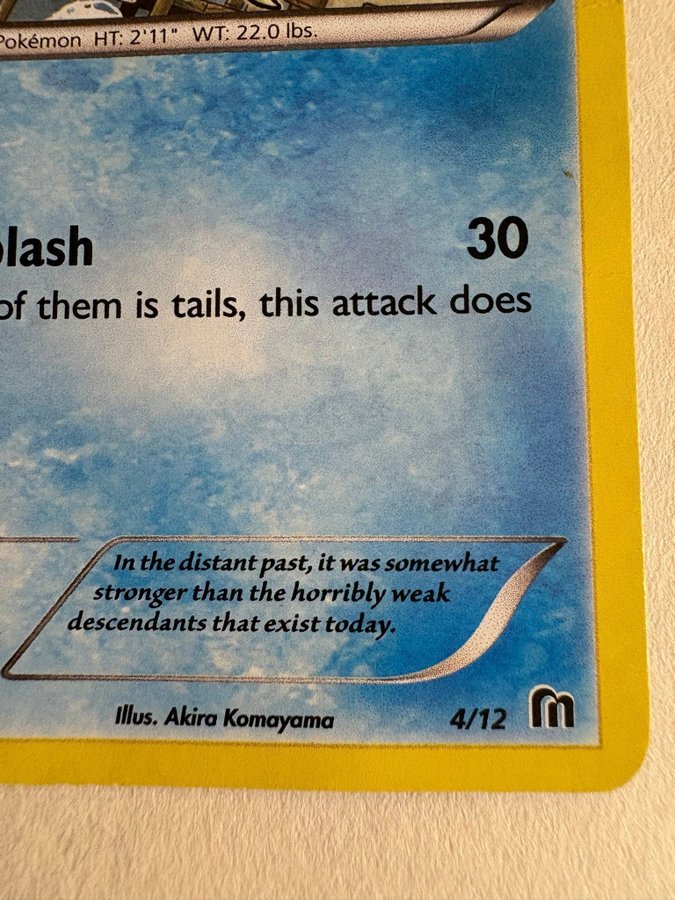 Pokémon HT: 2'11" WT: 22.0 lbs.
lash 30
of them is tails, this attack does
In the distant past, it was somewhat
stronger than the horribly weak
descendants that exist today.
Illus. Akira Komayama 4/12 m